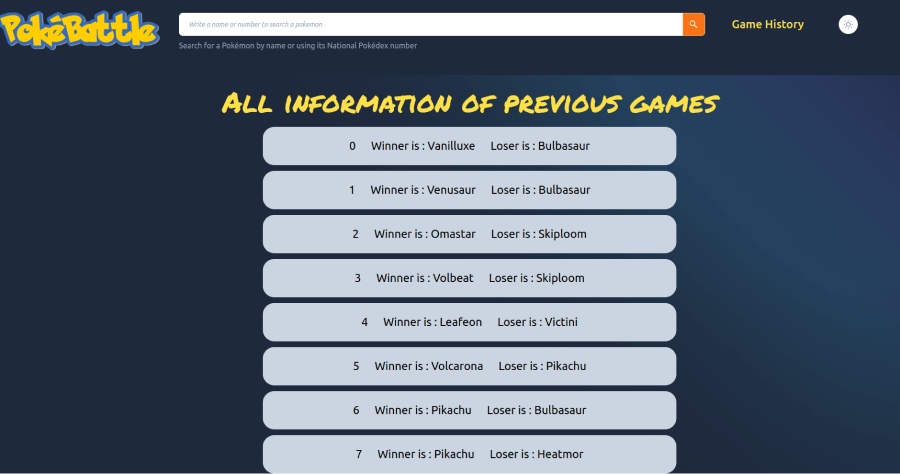 PokéBattle
Write a name or number to search a pokemon
Game History
Search for a Pokémon by name or using its National Pokédex number
All information of previous games
0 Winner is : Vanilluxe Loser is : Bulbasaur
1 Winner is : Venusaur Loser is : Bulbasaur
2 Winner is : Omastar Loser is : Skiploom
3 Winner is : Volbeat Loser is : Skiploom
4 Winner is : Leafeon Loser is : Victini
5 Winner is : Volcarona Loser is : Pikachu
6 Winner is : Pikachu Loser is : Bulbasaur
7 Winner is : Pikachu Loser is : Heatmor